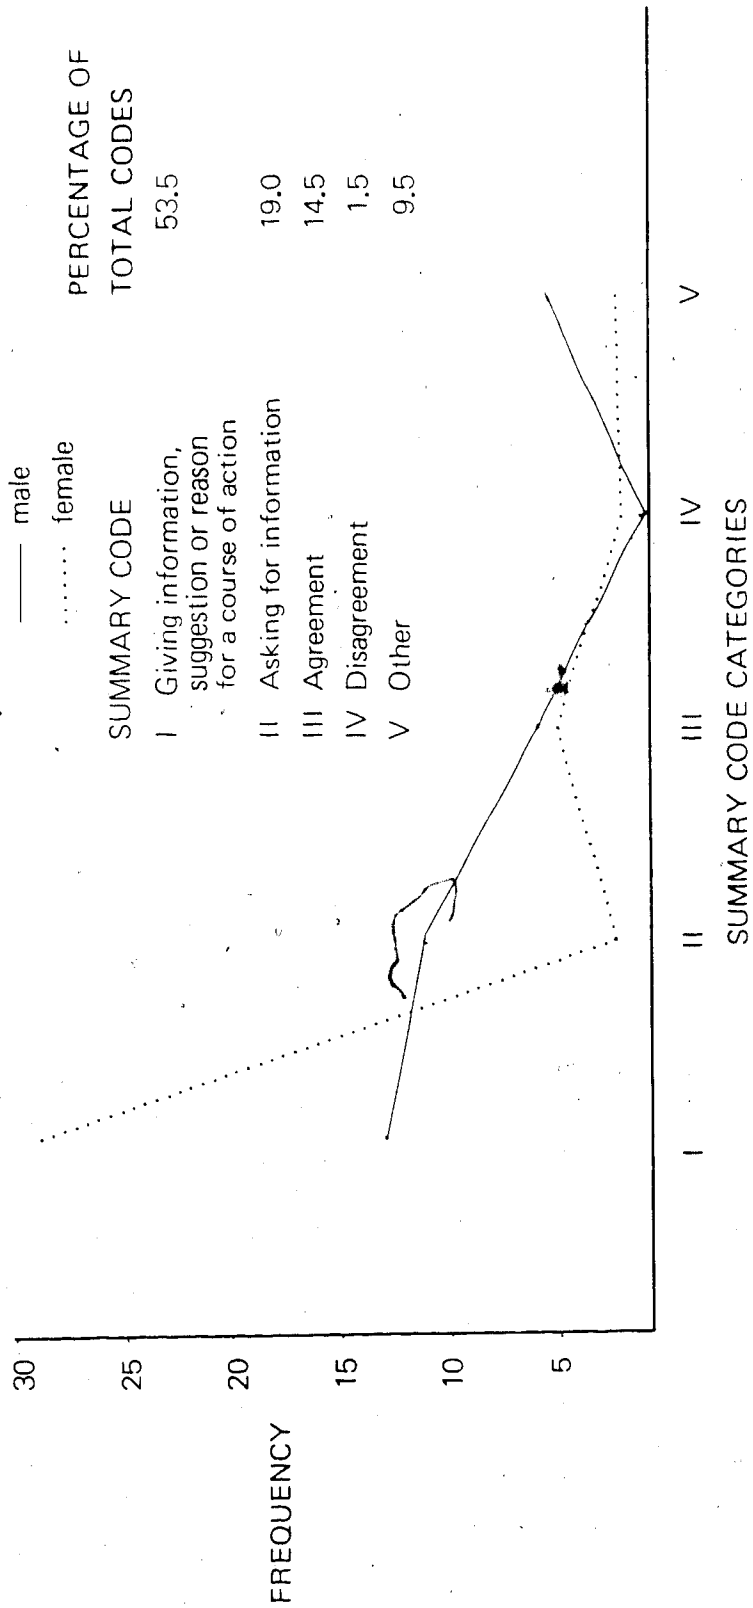 —— male
....... female
SUMMARY CODE
PERCENTAGE OF
TOTAL CODES
I Giving information, 53.5
suggestion or reason
for a course of action
II Asking for information 19.0
III Agreement 14.5
IV Disagreement 1.5
V Other 9.5
FREQUENCY
30
25
20
15
10
5
I II III IV V
SUMMARY CODE CATEGORIES